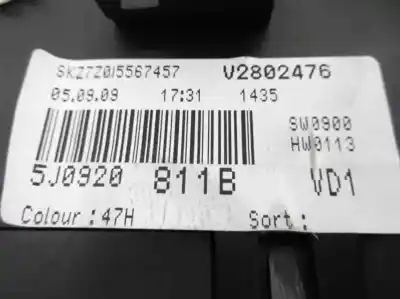 SKZ7Z0J5567457 V2802476
05.09.09 17:31 1435
SW0900
HW0113
5J0920 811B VD1
Colour : 47H Sort :